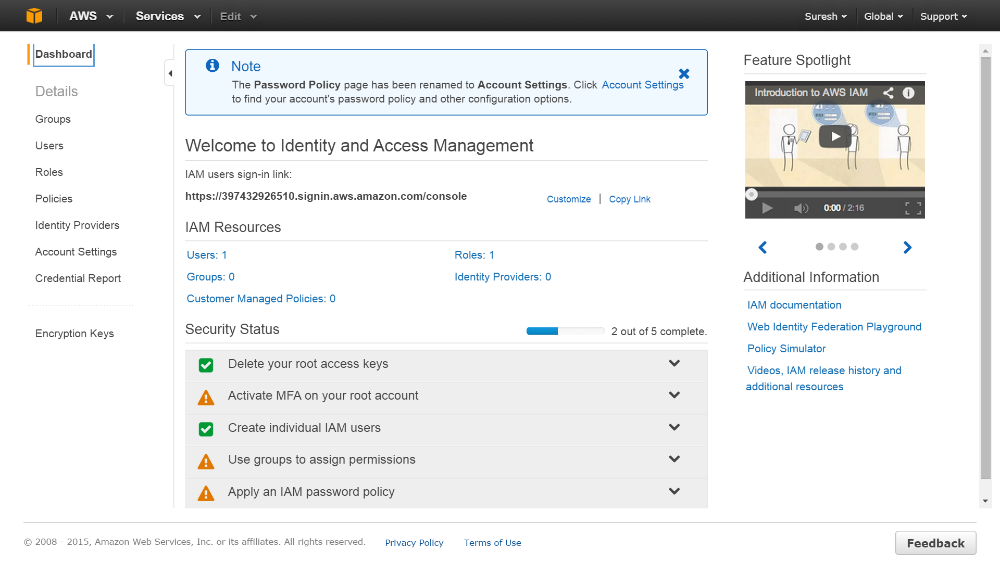 AWS
Services
Edit
Suresh
Global
Support
Dashboard
Details
Groups
Users
Roles
Policies
Identity Providers
Account Settings
Credential Report
Encryption Keys
Note
The Password Policy page has been renamed to Account Settings. Click Account Settings
to find your account's password policy and other configuration options.
Welcome to Identity and Access Management
IAM users sign-in link:
https://397432926510.signin.aws.amazon.com/console
Customize | Copy Link
IAM Resources
Users: 1
Roles: 1
Groups: 0
Identity Providers: 0
Customer Managed Policies: 0
Security Status
2 out of 5 complete.
Delete your root access keys
Activate MFA on your root account
Create individual IAM users
Use groups to assign permissions
Apply an IAM password policy
Feature Spotlight
Introduction to AWS IAM
0:00 / 2:16
Additional Information
IAM documentation
Web Identity Federation Playground
Policy Simulator
Videos, IAM release history and
additional resources
© 2008 - 2015, Amazon Web Services, Inc. or its affiliates. All rights reserved.
Privacy Policy
Terms of Use
Feedback